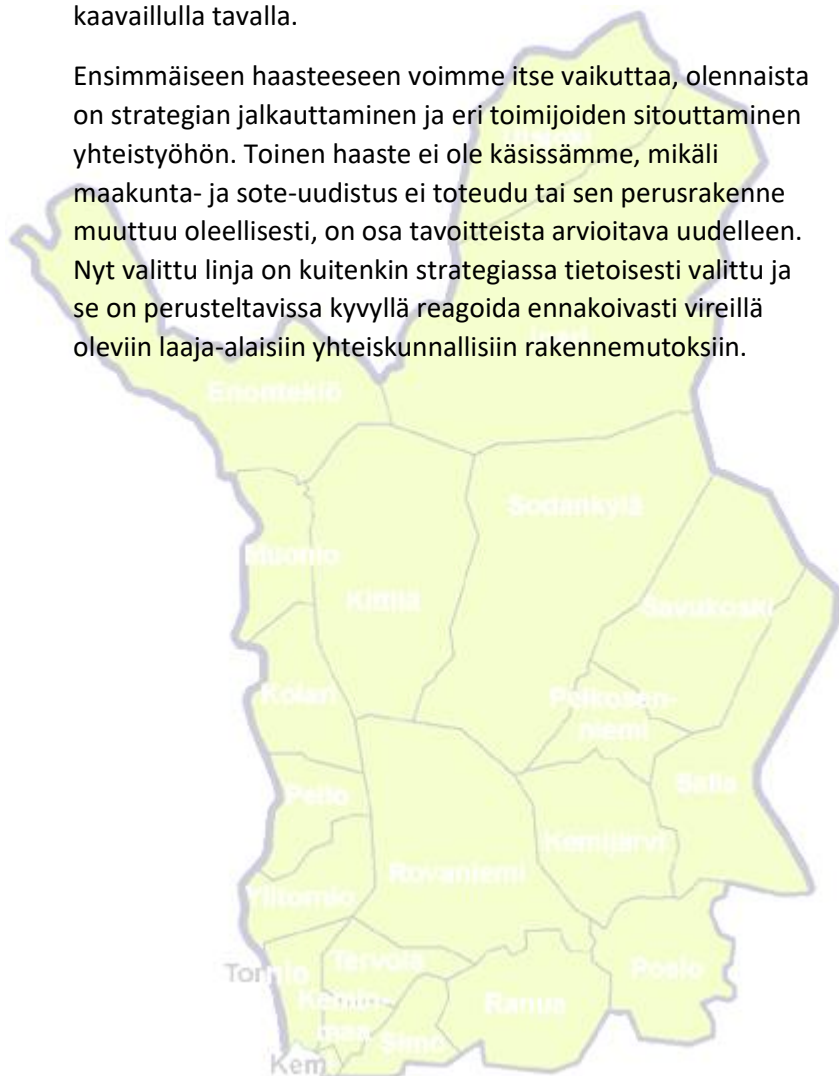 kaavaillulla tavalla.
Ensimmäiseen haasteeseen voimme itse vaikuttaa, olennaista
on strategian jalkauttaminen ja eri toimijoiden sitouttaminen
yhteistyöhön. Toinen haaste ei ole käsissämme, mikäli
maakunta- ja sote-uudistus ei toteudu tai sen perusrakenne
muuttuu oleellisesti, on osa tavoitteista arvioitava uudelleen.
Nyt valittu linja on kuitenkin strategiassa tietoisesti valittu ja
se on perusteltavissa kyvyllä reagoida ennakoivasti vireillä
oleviin laaja-alaisiin yhteiskunnallisiin rakennemutoksiin.
Enontekiö
Sodankylä
Muonio
Kittilä
Savukoski
Kolari
Pelkosen-
niemi
Salla
Pello
Kemijärvi
Rovaniemi
Ylitornio
Tornio
Tervola
Posio
Ranua
Kemin-
maa
Simo
Kemi